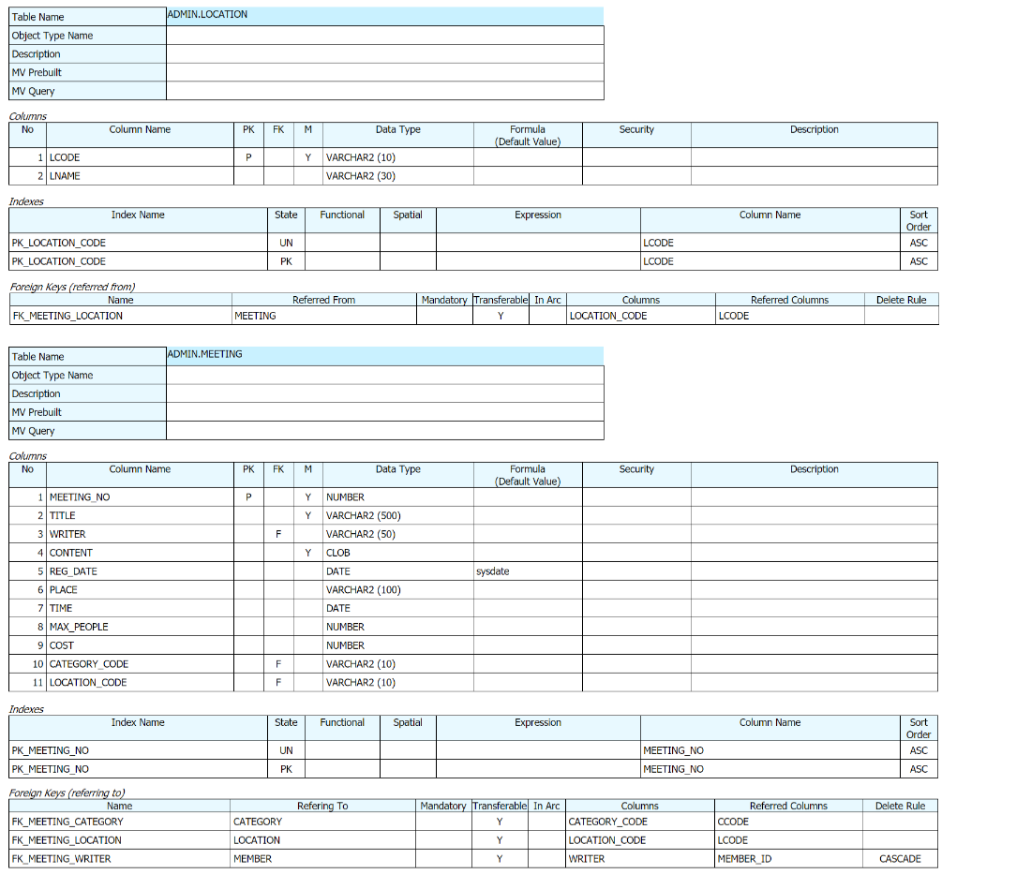 Table Name ADMIN.LOCATION
Object Type Name
Description
MV Prebuilt
MV Query
Columns
No Column Name PK FK M Data Type Formula (Default Value) Security Description
1 LCODE P Y VARCHAR2 (10)
2 LNAME VARCHAR2 (30)
Indexes
Index Name State Functional Spatial Expression Column Name Sort Order
PK_LOCATION_CODE UN LCODE ASC
PK_LOCATION_CODE PK LCODE ASC
Foreign Keys (referred from)
Name Referred From Mandatory Transferable In Arc Columns Referred Columns Delete Rule
FK_MEETING_LOCATION MEETING Y LOCATION_CODE LCODE
Table Name ADMIN.MEETING
Object Type Name
Description
MV Prebuilt
MV Query
Columns
No Column Name PK FK M Data Type Formula (Default Value) Security Description
1 MEETING_NO P Y NUMBER
2 TITLE Y VARCHAR2 (500)
3 WRITER F VARCHAR2 (50)
4 CONTENT Y CLOB
5 REG_DATE DATE sysdate
6 PLACE VARCHAR2 (100)
7 TIME DATE
8 MAX_PEOPLE NUMBER
9 COST NUMBER
10 CATEGORY_CODE F VARCHAR2 (10)
11 LOCATION_CODE F VARCHAR2 (10)
Indexes
Index Name State Functional Spatial Expression Column Name Sort Order
PK_MEETING_NO UN MEETING_NO ASC
PK_MEETING_NO PK MEETING_NO ASC
Foreign Keys (referring to)
Name Refering To Mandatory Transferable In Arc Columns Referred Columns Delete Rule
FK_MEETING_CATEGORY CATEGORY Y CATEGORY_CODE CCODE
FK_MEETING_LOCATION LOCATION Y LOCATION_CODE LCODE
FK_MEETING_WRITER MEMBER Y WRITER MEMBER_ID CASCADE